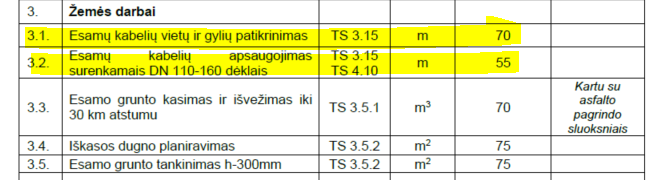 3. Žemės darbai
3.1. Esamų kabelių vietų ir gylių patikrinimas TS 3.15 m 70
3.2. Esamų kabelių apsaugojimas TS 3.15 m 55
surenkamais DN 110-160 dėklais TS 4.10
3.3. Esamo grunto kasimas ir išvežimas iki TS 3.5.1 m³ 70 Kartu su
30 km atstumu asfalto
pagrindo
sluoksniais
3.4. Iškasos dugno planiravimas TS 3.5.2 m² 75
3.5. Esamo grunto tankinimas h-300mm TS 3.5.2 m² 75